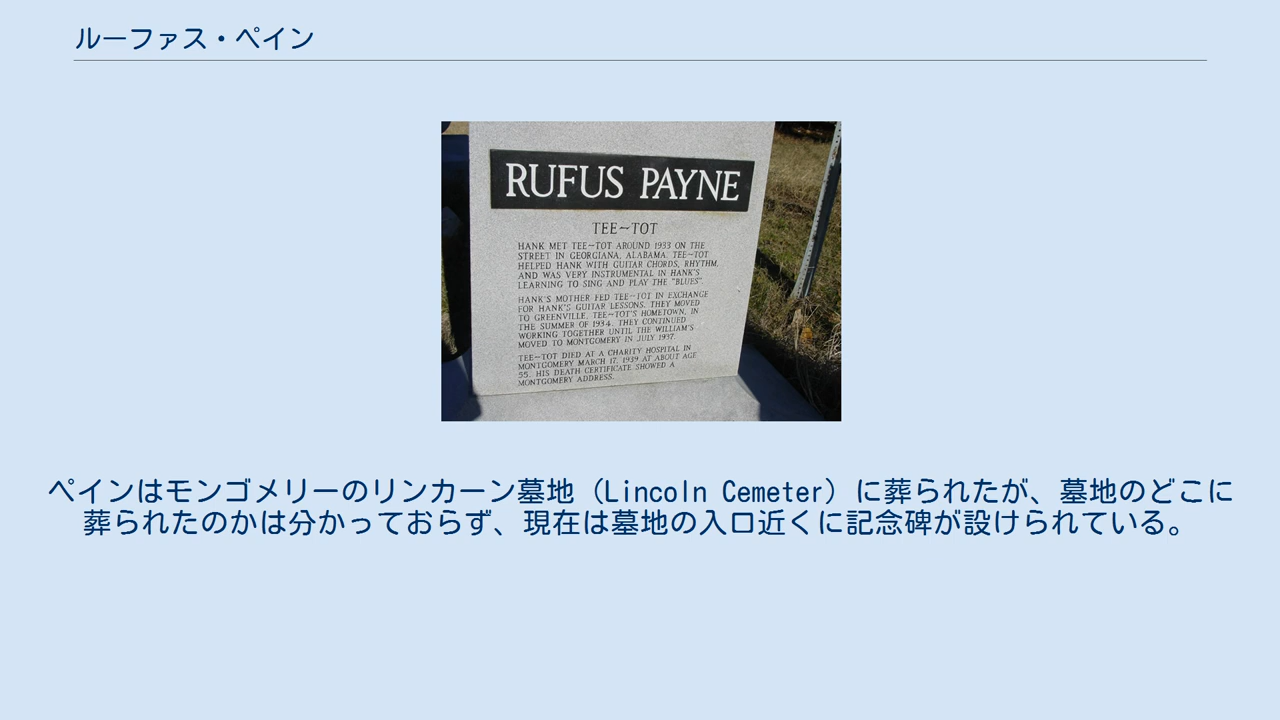 ルーファス・ペイン
RUFUS PAYNE
TEE~TOT
HANK MET TEE~TOT AROUND 1933 ON THE
STREET IN GEORGIANA, ALABAMA. TEE~TOT
HELPED HANK WITH GUITAR CHORDS, RHYTHM,
AND WAS VERY INSTRUMENTAL IN HANK'S
LEARNING TO SING AND PLAY THE "BLUES".
HANK'S MOTHER FED TEE~TOT IN EXCHANGE
FOR HANK'S GUITAR LESSONS. THEY MOVED
TO GREENVILLE, TEE~TOT'S HOMETOWN, IN
THE SUMMER OF 1934. THEY CONTINUED
WORKING TOGETHER UNTIL THE WILLIAM'S
MOVED TO MONTGOMERY IN JULY 1937.
TEE~TOT DIED AT A CHARITY HOSPITAL IN
MONTGOMERY MARCH 17, 1939 AT ABOUT AGE
55. HIS DEATH CERTIFICATE SHOWED A
MONTGOMERY ADDRESS.
ペインはモンゴメリーのリンカーン墓地（Lincoln Cemeter）に葬られたが、墓地のどこに
葬られたのかは分かっておらず、現在は墓地の入口近くに記念碑が設けられている。